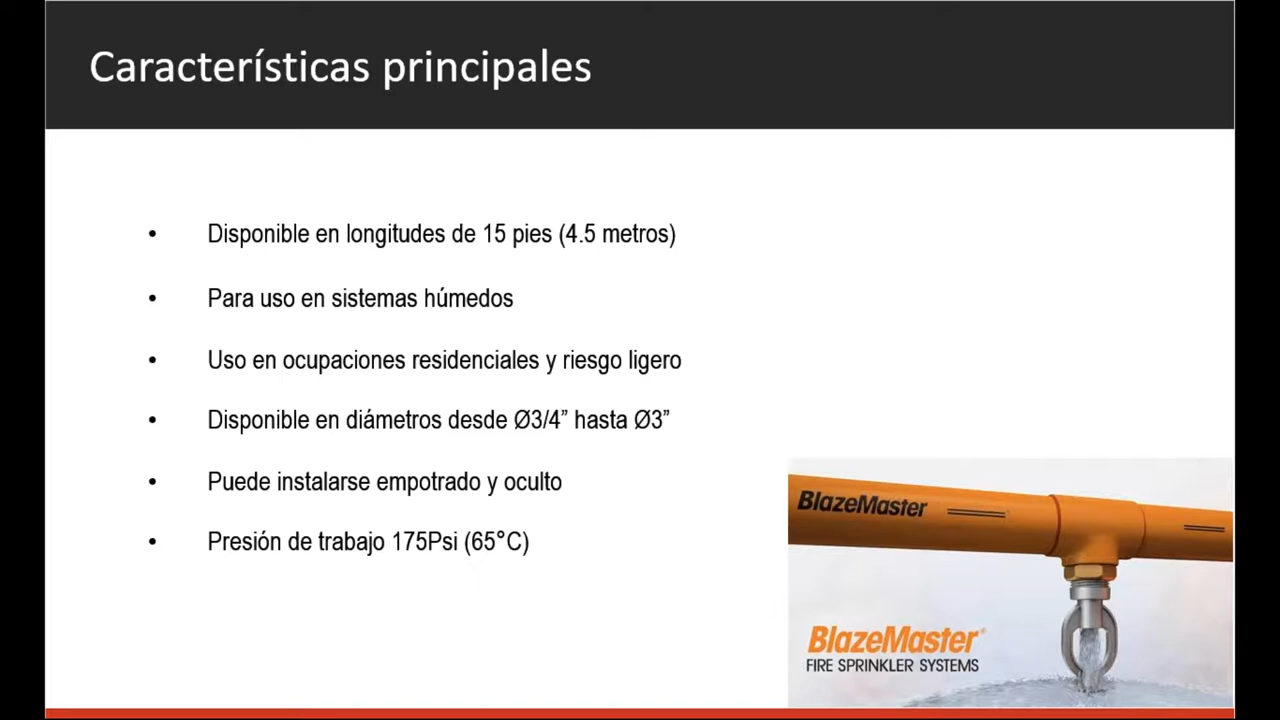 Características principales
• Disponible en longitudes de 15 pies (4.5 metros)
• Para uso en sistemas húmedos
• Uso en ocupaciones residenciales y riesgo ligero
• Disponible en diámetros desde Ø3/4” hasta Ø3”
• Puede instalarse empotrado y oculto
• Presión de trabajo 175Psi (65°C)
BlazeMaster
BlazeMaster®
FIRE SPRINKLER SYSTEMS